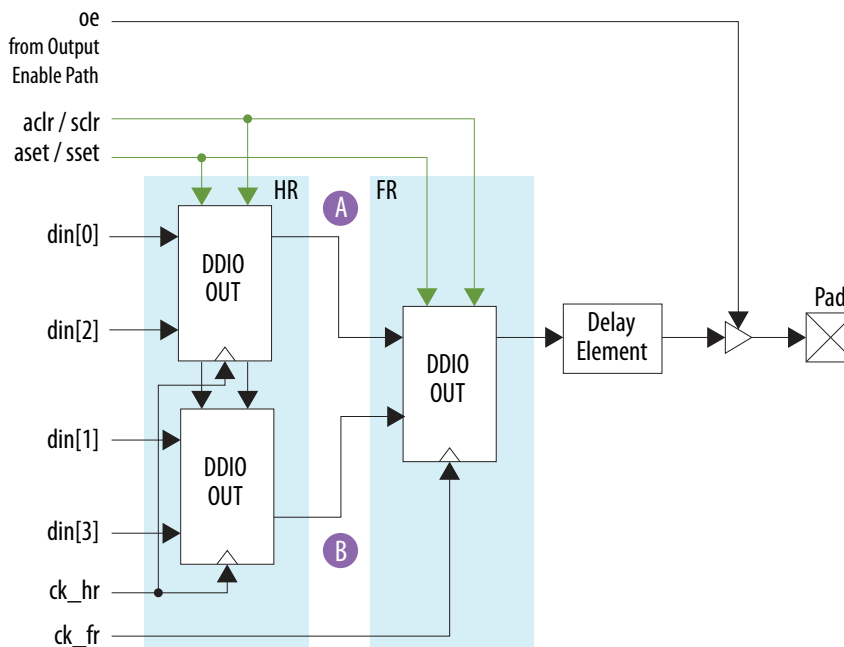 oe
from Output
Enable Path
aclr / sclr
aset / sset
HR
FR
A
din[0]
DDIO
OUT
din[2]
Pad
Delay
Element
DDIO
OUT
din[1]
DDIO
OUT
din[3]
B
ck_hr
ck_fr